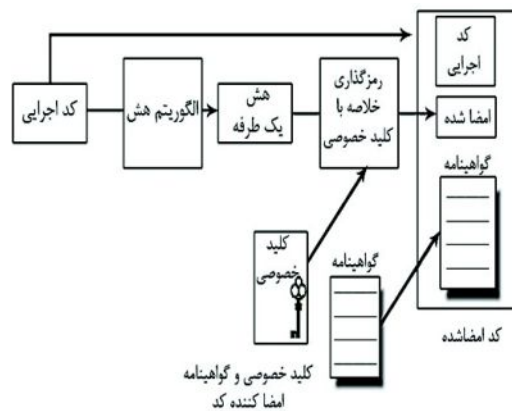 کد
اجرایی
کد اجرایی
الگوریتم هش
هش
یک طرفه
رمزگذاری
خلاصه با
کلید خصوصی
امضا شده
گواهینامه
کلید
خصوصی
گواهینامه
کد امضاشده
کلید خصوصی و گواهینامه
امضا کننده کد